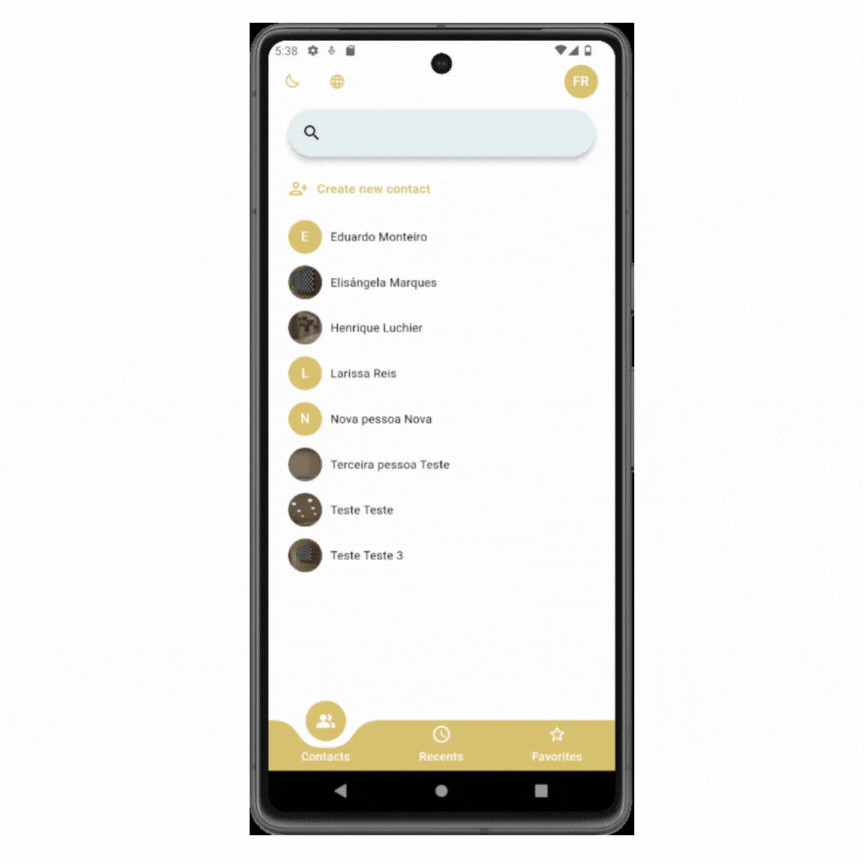 5:38
FR
Create new contact
E Eduardo Monteiro
Elisângela Marques
Henrique Luchier
L Larissa Reis
N Nova pessoa Nova
Terceira pessoa Teste
Teste Teste
Teste Teste 3
Contacts Recents Favorites